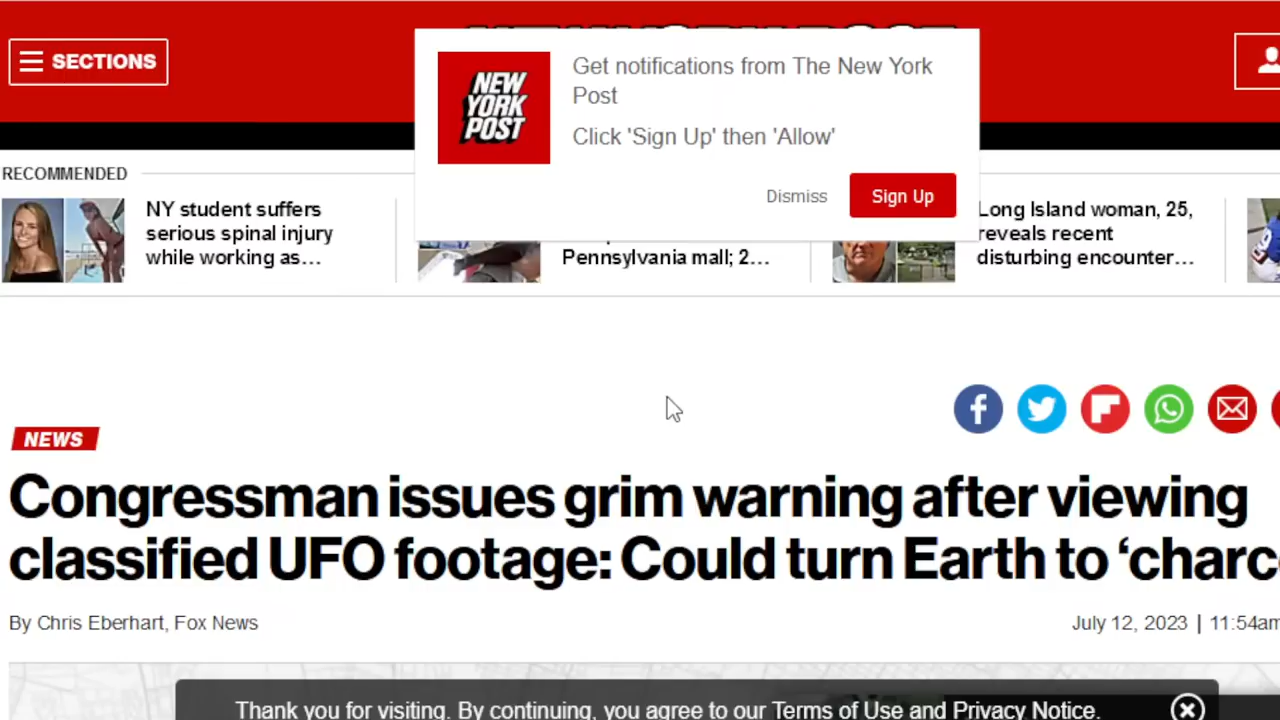 SECTIONS
NEW
YORK
POST
Get notifications from The New York
Post
Click 'Sign Up' then 'Allow'
Dismiss
Sign Up
RECOMMENDED
NY student suffers
serious spinal injury
while working as...
Pennsylvania mall; 2...
Long Island woman, 25,
reveals recent
disturbing encounter...
NEWS
Congressman issues grim warning after viewing
classified UFO footage: Could turn Earth to ‘charc
By Chris Eberhart, Fox News
July 12, 2023 | 11:54am
Thank you for visiting. By continuing, you agree to our Terms of Use and Privacy Notice.